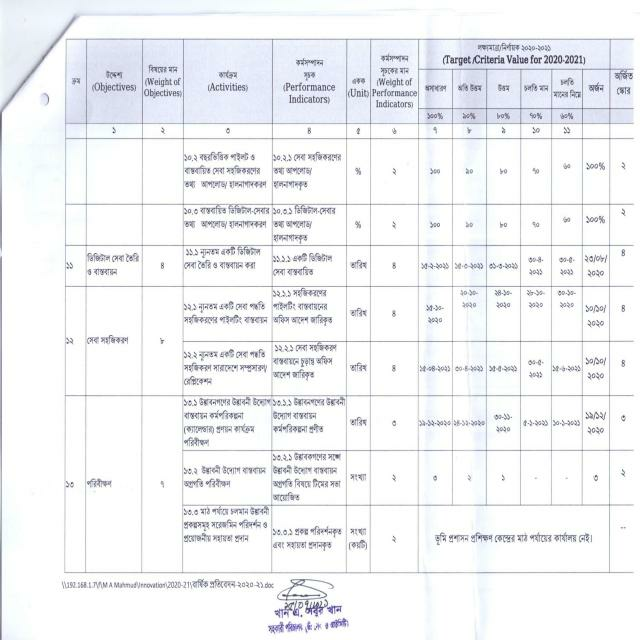 লক্ষ্যমাত্রা/নির্ণায়ক ২০২০-২০২১
(Target /Criteria Value for 2020-2021)
ক্রম
উদ্দেশ্য
(Objectives)
বিষয়ের মান
(Weight of
Objectives)
কার্যক্রম
(Activities)
কর্মসম্পাদন
সূচক
(Performance
Indicators)
একক
(Unit)
কর্মসম্পাদন
সূচকের মান
(Weight of
Performance
Indicators)
অসাধারণ
অতি উত্তম
উত্তম
চলতি মান
চলতি
মানের নিম্নে
অর্জন
অর্জিত
স্কোর
১০০% ৯০% ৮০% ৭০% ৬০%
১ ২ ৩ ৪ ৫ ৬ ৭ ৮ ৯ ১০ ১১
১০.২ বছরভিত্তিক পাইলট ও
বাস্তবায়িত সেবা সহজিকরণের
তথ্য আপলোড/ হালনাগাদকরণ
১০.২.১ সেবা সহজিকরণের
তথ্য আপলোড/
হালনাগাদকৃত
% ২ ১০০ ৯০ ৮০ ৭০ ৬০ ১০০% ২
১০.৩ বাস্তবায়িত ডিজিটাল-সেবার
তথ্য আপলোড/ হালনাগাদকরণ
১০.৩.১ ডিজিটাল-সেবার
তথ্য আপলোড/
হালনাগাদকৃত
% ২ ১০০ ৯০ ৮০ ৭০ ৬০ ১০০% ২
১১
ডিজিটাল সেবা তৈরি
ও বাস্তবায়ন
৪
১১.১ ন্যূনতম একটি ডিজিটাল
সেবা তৈরি ও বাস্তবায়ন করা
১১.১.১ একটি ডিজিটাল
সেবা বাস্তবায়িত
তারিখ ৪ ১৫-২-২০২১ ১৫-৩-২০২১ ৩১-৩-২০২১
৩০-৪-
২০২১
৩০-৫-
২০২১
২৩/০৮/
২০২০
৪
১২
সেবা সহজিকরণ
৮
১২.১ ন্যূনতম একটি সেবা পদ্ধতি
সহজিকরণের পাইলটিং বাস্তবায়ন
১২.১.১ সহজিকরণের
পাইলটিং বাস্তবায়নের
অফিস আদেশ জারিকৃত
তারিখ ৪
১৫-১০-
২০২০
২০-১০-
২০২০
২৪-১০-
২০২০
২৮-১০-
২০২০
৩০-১০-
২০২০
১০/১০/
২০২০
৪
১২.২ ন্যূনতম একটি সেবা পদ্ধতি
সহজিকরণ সারাদেশে সম্প্রসারণ/
রেপ্লিকেশন
১২.২.১ সেবা সহজিকরণ
বাস্তবায়নে চূড়ান্ত অফিস
আদেশ জারিকৃত
তারিখ ৪ ১৫-০৪-২০২১ ৩০-৪-২০২১ ১৫-৫-২০২১
৩০-৫-
২০২১
১৫-৬-২০২১
১০/১০/
২০২০
৪
১৩
পরিবীক্ষণ
৭
১৩.১ উদ্ভাবনগণের উদ্ভাবনী উদ্যোগ
বাস্তবায়ন কর্মপরিকল্পনা
(ক্যালেন্ডার) প্রণয়ন কার্যক্রম
পরিবীক্ষণ
১৩.১.১ উদ্ভাবনগণের উদ্ভাবনী
উদ্যোগ বাস্তবায়ন
কর্মপরিকল্পনা প্রণীত
তারিখ ৩ ১৯-১২-২০২০ ২৪-১২-২০২০
৩০-১১-
২০২০
৫-১-২০২১ ১০-১-২০২১
১৯/১২/
২০২০
৩
১৩.২ উদ্ভাবনী উদ্যোগ বাস্তবায়ন
অগ্রগতি পরিবীক্ষণ
১৩.২.১ উদ্ভাবকগণের সঙ্গে
উদ্ভাবনী উদ্যোগ বাস্তবায়ন
অগ্রগতি বিষয়ে টিমের সভা
আয়োজিত
সংখ্যা ২ ৩ ২ ১ - - ৩ ২
১৩.৩ মাঠ পর্যায়ে চলমান উদ্ভাবনী
প্রকল্পসমূহ সরেজমিন পরিদর্শন ও
প্রয়োজনীয় সহায়তা প্রদান
১৩.৩.১ প্রকল্প পরিদর্শনকৃত
এবং সহায়তা প্রদানকৃত
সংখ্যা
(কয়টি)
২
ভূমি প্রশাসন প্রশিক্ষণ কেন্দ্রের মাঠ পর্যায়ের কার্যালয় নেই।
--
\\192.168.1.7\f\M A Mahmud\Innovation\2020-21\বার্ষিক প্রতিবেদন-২০২০-২১.doc
খান এ. সবুর খান
সহকারী পরিচালক